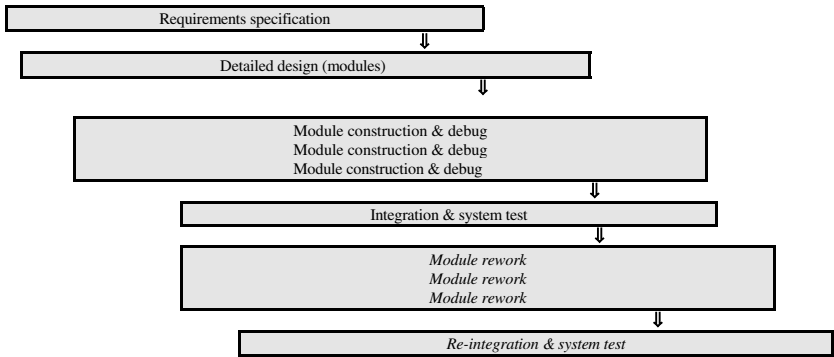 Requirements specification
Detailed design (modules)
Module construction & debug
Module construction & debug
Module construction & debug
Integration & system test
Module rework
Module rework
Module rework
Re-integration & system test